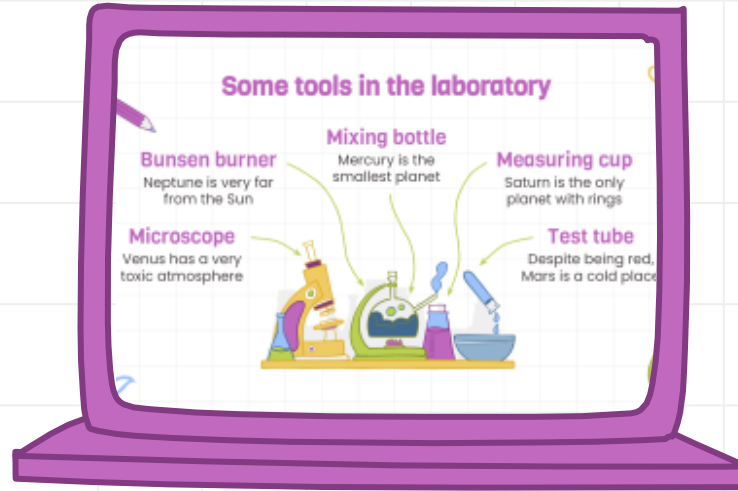 Some tools in the laboratory
Mixing bottle
Mercury is the
smallest planet
Bunsen burner
Neptune is very far
from the Sun
Measuring cup
Saturn is the only
planet with rings
Microscope
Venus has a very
toxic atmosphere
Test tube
Despite being red,
Mars is a cold place